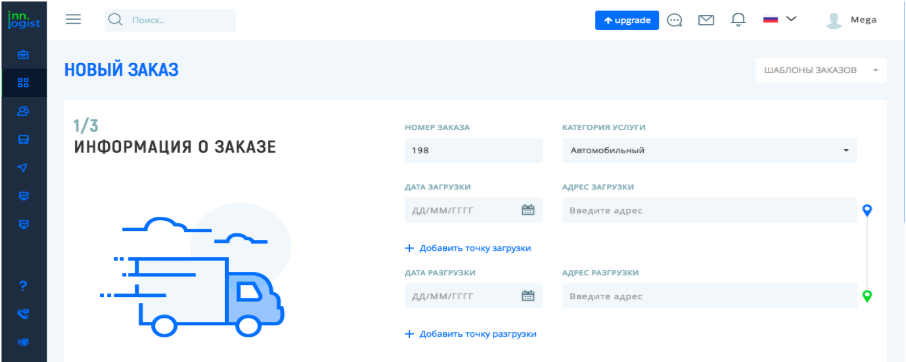 inn.
logist
Поиск...
upgrade
Mega
НОВЫЙ ЗАКАЗ
ШАБЛОНЫ ЗАКАЗОВ
1/3
ИНФОРМАЦИЯ О ЗАКАЗЕ
НОМЕР ЗАКАЗА
КАТЕГОРИЯ УСЛУГИ
198
Автомобильный
ДАТА ЗАГРУЗКИ
АДРЕС ЗАГРУЗКИ
ДД/ММ/ГГГГ
Введите адрес
+ Добавить точку загрузки
ДАТА РАЗГРУЗКИ
АДРЕС РАЗГРУЗКИ
ДД/ММ/ГГГГ
Введите адрес
+ Добавить точку разгрузки
?